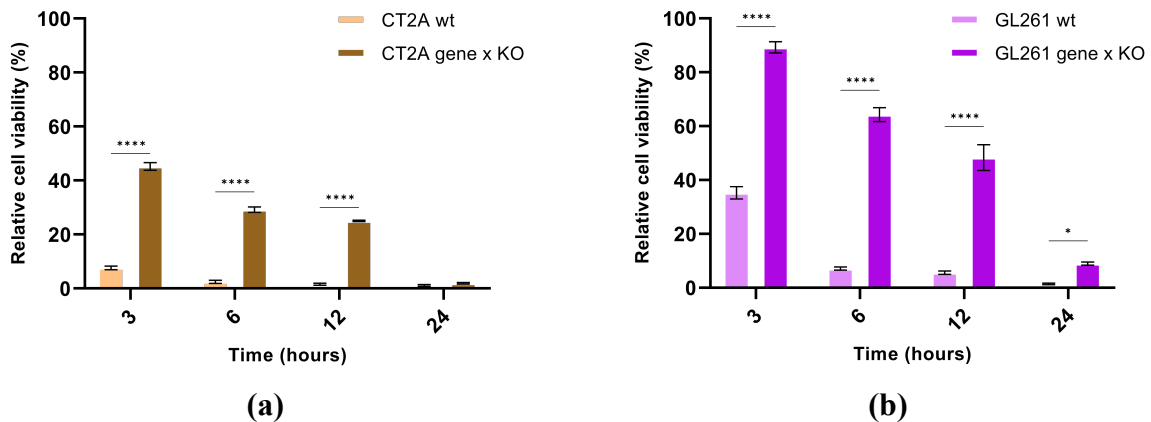 CT2A wt
CT2A gene x KO
Relative cell viability (%)
100
80
60
40
20
0
****
****
****
3
6
12
24
Time (hours)
(a)
GL261 wt
GL261 gene x KO
Relative cell viability (%)
100
80
60
40
20
0
****
****
****
*
3
6
12
24
Time (hours)
(b)